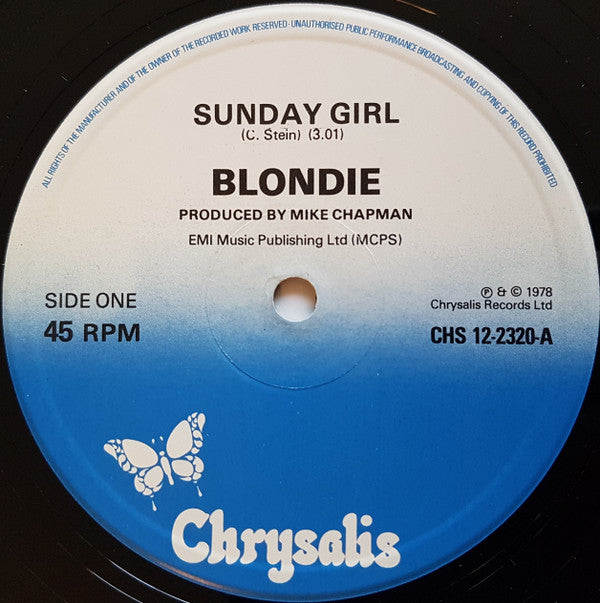 ALL RIGHTS OF THE MANUFACTURER AND OF THE OWNER OF THE RECORDED WORK RESERVED · UNAUTHORISED PUBLIC PERFORMANCE BROADCASTING AND COPYING OF THIS RECORD PROHIBITED
SUNDAY GIRL
(C. Stein) (3.01)
BLONDIE
PRODUCED BY MIKE CHAPMAN
EMI Music Publishing Ltd (MCPS)
SIDE ONE
45 RPM
℗ & © 1978
Chrysalis Records Ltd
CHS 12-2320-A
Chrysalis